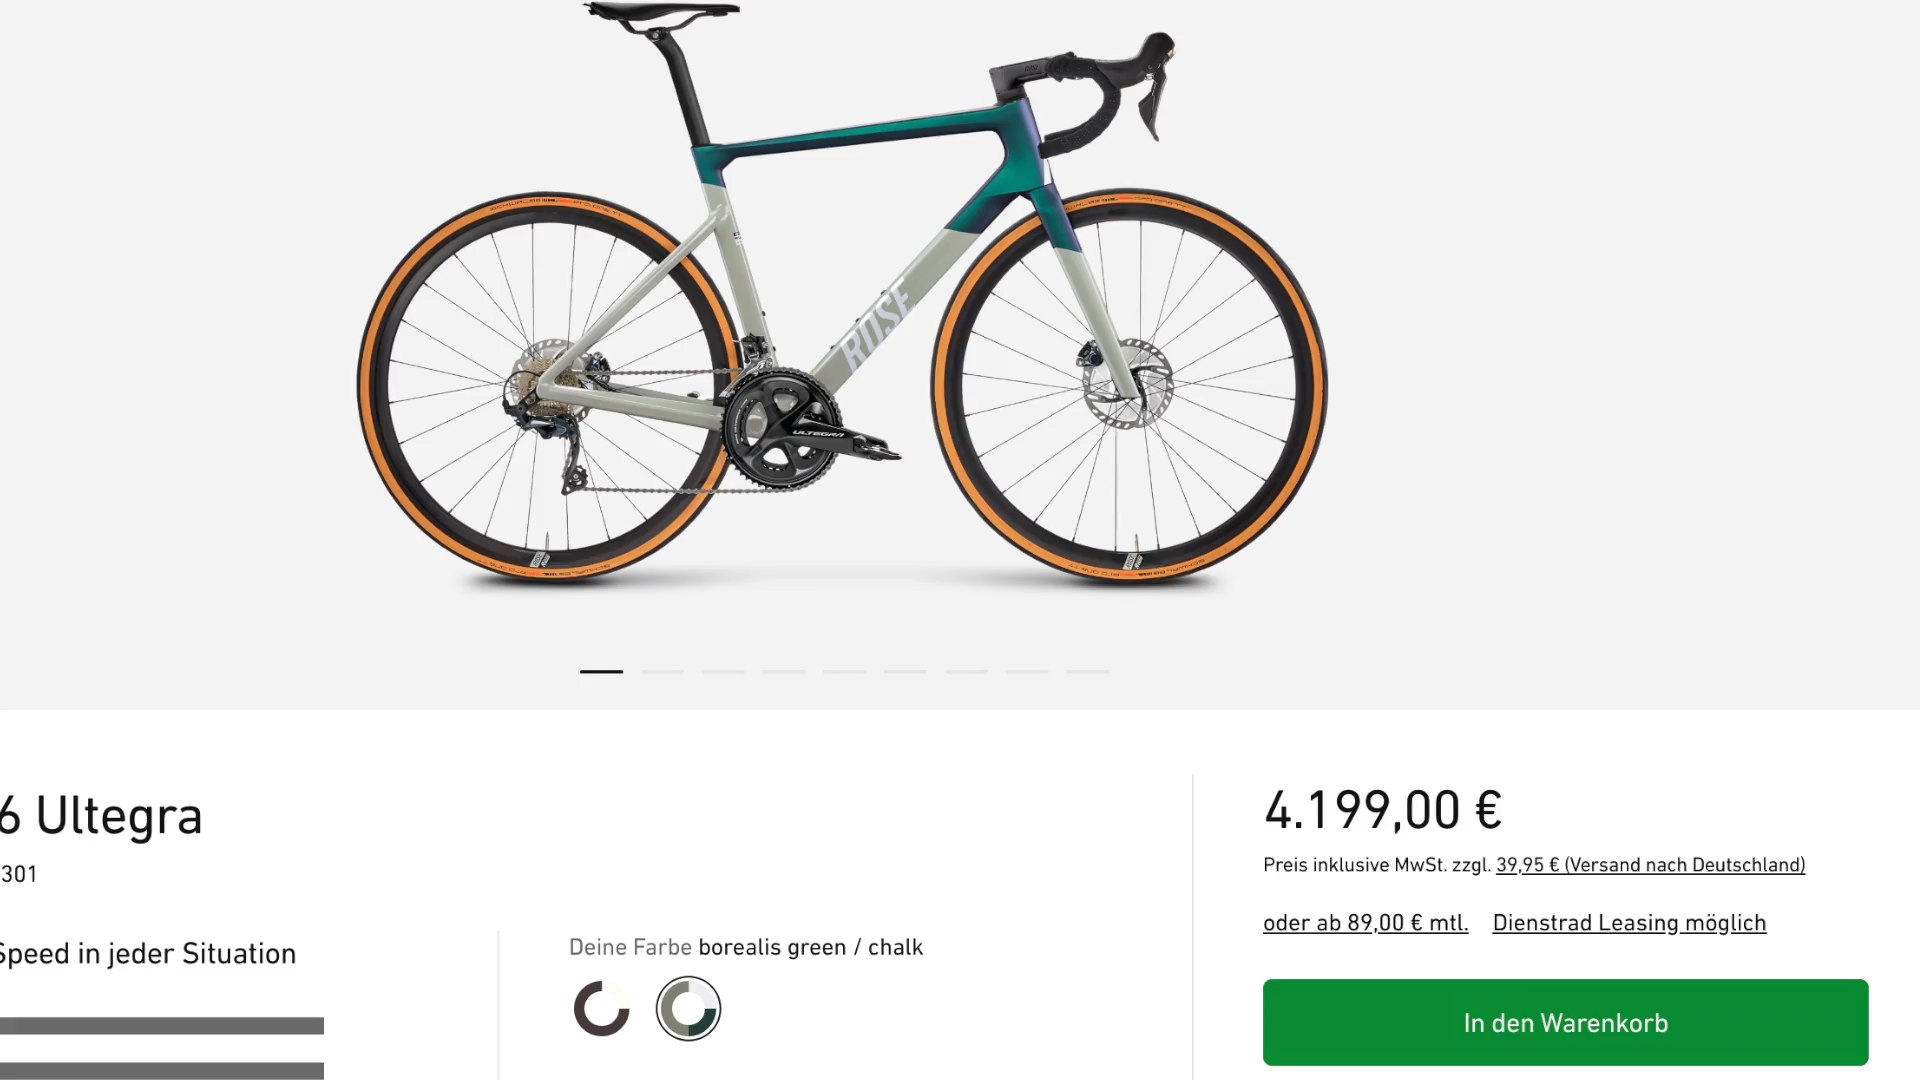 ROSE
ULTEGRA
6 Ultegra
301
Speed in jeder Situation
Deine Farbe borealis green / chalk
4.199,00 €
Preis inklusive MwSt. zzgl. 39,95 € (Versand nach Deutschland)
oder ab 89,00 € mtl. Dienstrad Leasing möglich
In den Warenkorb